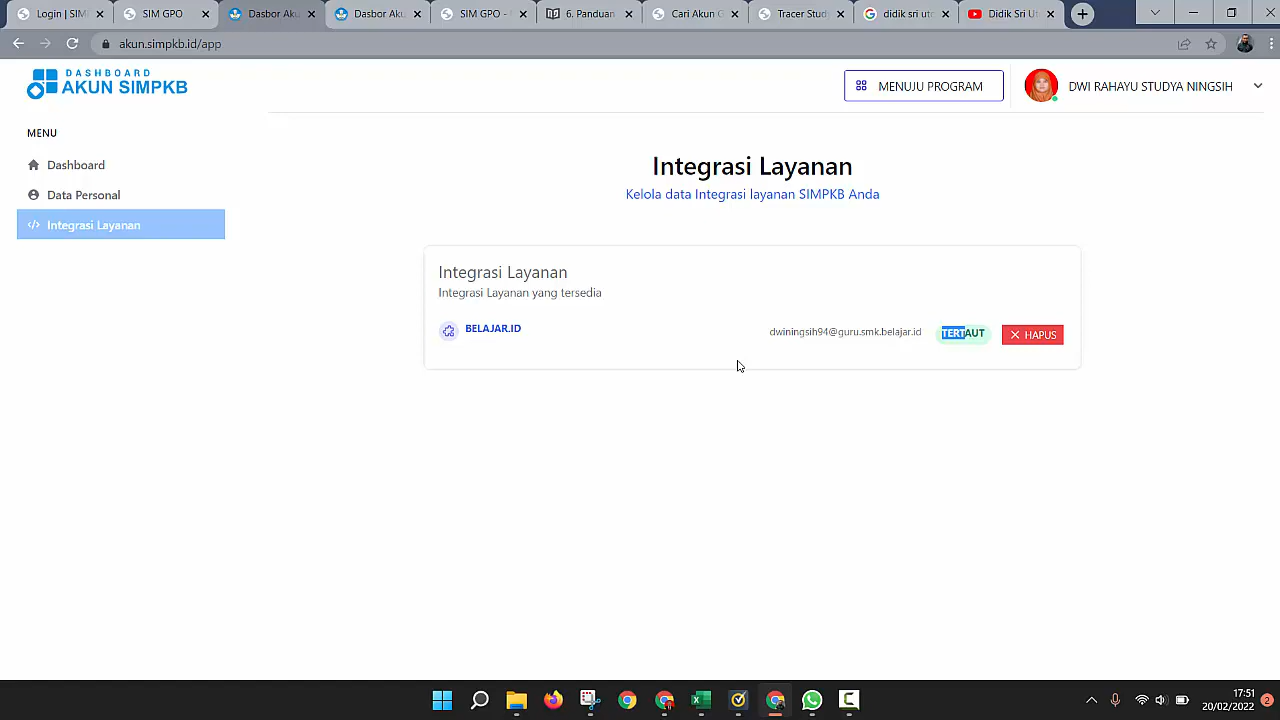 Login | SIM
SIM GPO
Dasbor Aku
Dasbor Aku
SIM GPO -
6. Panduan
Cari Akun G
Tracer Study
didik sri ut
Didik Sri Ut
akun.simpkb.id/app
DASHBOARD
AKUN SIMPKB
MENUJU PROGRAM
DWI RAHAYU STUDYA NINGSIH
MENU
Dashboard
Data Personal
Integrasi Layanan
Integrasi Layanan
Kelola data Integrasi layanan SIMPKB Anda
Integrasi Layanan
Integrasi Layanan yang tersedia
BELAJAR.ID
dwiningsih94@guru.smk.belajar.id
TERTAUT
HAPUS
17:51
20/02/2022
2